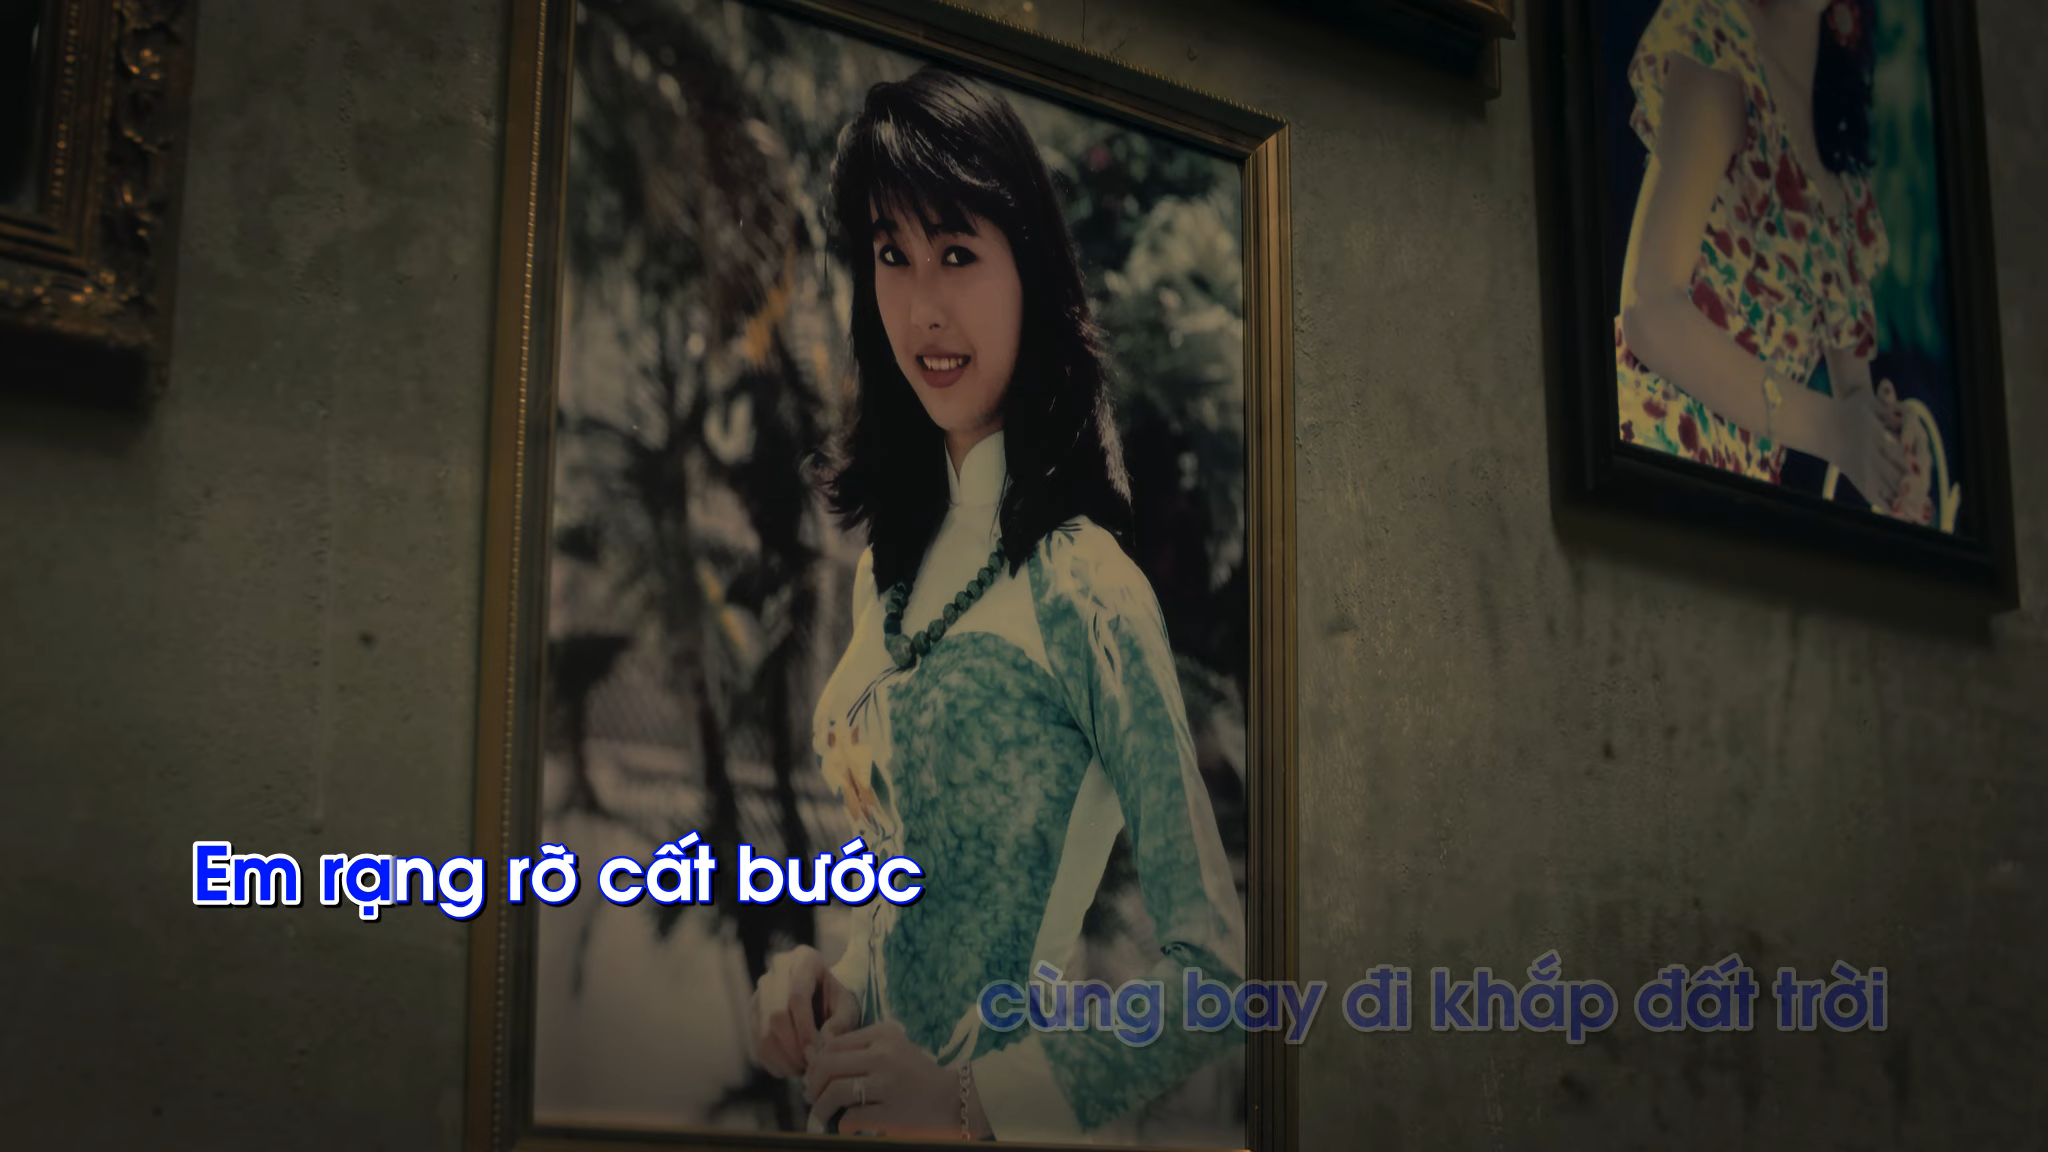 Em rạng rỡ cất bước
cùng bay đi khắp đất trời